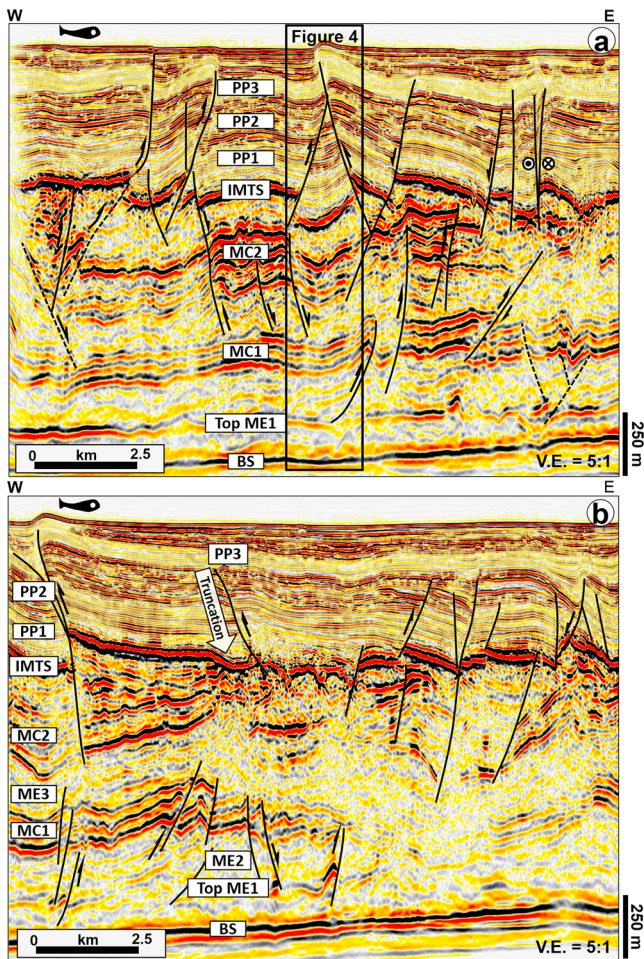 W
E
Figure 4
a
PP3
PP2
PP1
IMTS
MC2
MC1
Top ME1
BS
0 km 2.5
V.E. = 5:1
250 m
W
E
b
PP3
PP2
Truncation
PP1
IMTS
MC2
ME3
MC1
ME2
Top ME1
BS
0 km 2.5
V.E. = 5:1
250 m